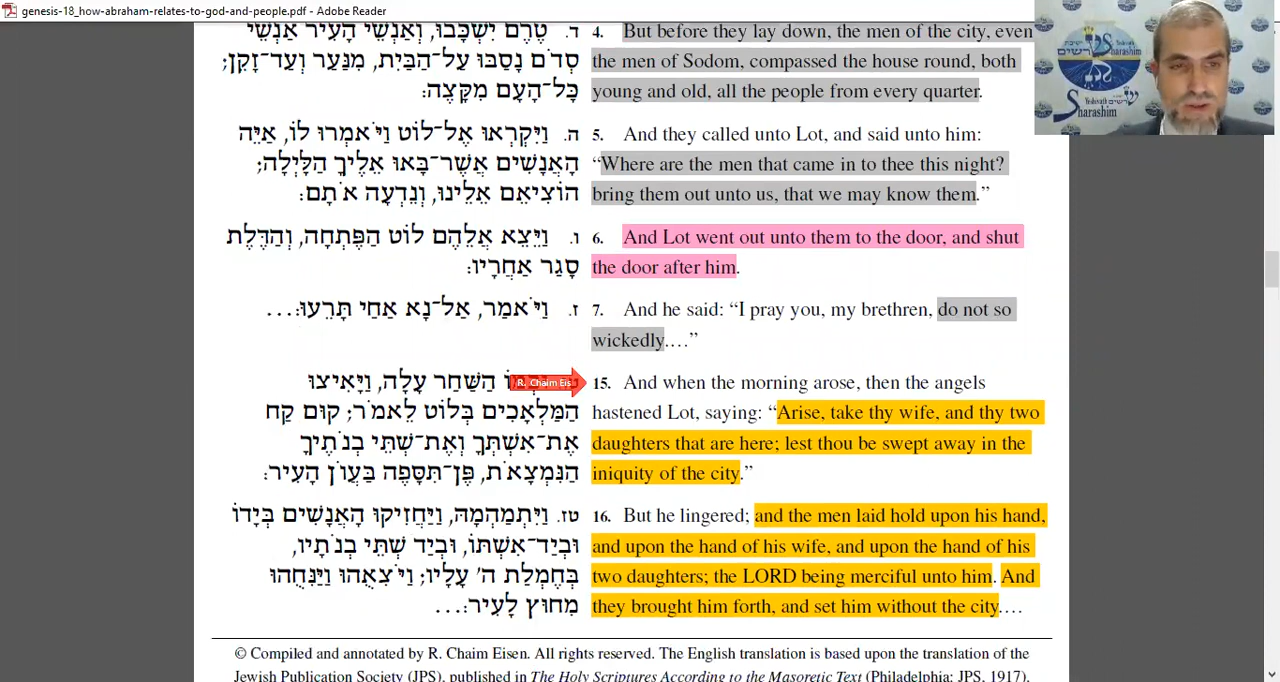 genesis-18_how-abraham-relates-to-god-and-people.pdf - Adobe Reader
ד. טֶרֶם יִשְׁכָּבוּ, וְאַנְשֵׁי הָעִיר אַנְשֵׁי
סְדֹם נָסַבּוּ עַל־הַבַּיִת, מִנַּעַר וְעַד־זָקֵן;
כָּל־הָעָם מִקָּצֶה:
4. But before they lay down, the men of the city, even
the men of Sodom, compassed the house round, both
young and old, all the people from every quarter.
ה. וַיִּקְרְאוּ אֶל־לוֹט וַיֹּאמְרוּ לוֹ, אַיֵּה
הָאֲנָשִׁים אֲשֶׁר־בָּאוּ אֵלֶיךָ הַלָּיְלָה;
הוֹצִיאֵם אֵלֵינוּ, וְנֵדְעָה אֹתָם:
5. And they called unto Lot, and said unto him:
“Where are the men that came in to thee this night?
bring them out unto us, that we may know them.”
ו. וַיֵּצֵא אֲלֵהֶם לוֹט הַפֶּתְחָה, וְהַדֶּלֶת
סָגַר אַחֲרָיו:
6. And Lot went out unto them to the door, and shut
the door after him.
ז. וַיֹּאמַר, אַל־נָא אַחַי תָּרֵעוּ:...
7. And he said: “I pray you, my brethren, do not so
wickedly.…”
הַשַּׁחַר עָלָה, וַיָּאִיצוּ
הַמַּלְאָכִים בְּלוֹט לֵאמֹר; קוּם קַח
אֶת־אִשְׁתְּךָ וְאֶת־שְׁתֵּי בְנֹתֶיךָ
הַנִּמְצָאֹת, פֶּן־תִּסָּפֶה בַּעֲוֹן הָעִיר:
R. Chaim Eis
15. And when the morning arose, then the angels
hastened Lot, saying: “Arise, take thy wife, and thy two
daughters that are here; lest thou be swept away in the
iniquity of the city.”
טז. וַיִּתְמַהְמָהּ, וַיַּחֲזִיקוּ הָאֲנָשִׁים בְּיָדוֹ
וּבְיַד־אִשְׁתּוֹ, וּבְיַד שְׁתֵּי בְנֹתָיו,
בְּחֶמְלַת ה' עָלָיו; וַיֹּצִאֻהוּ וַיַּנִּחֻהוּ
מִחוּץ לָעִיר:...
16. But he lingered; and the men laid hold upon his hand,
and upon the hand of his wife, and upon the hand of his
two daughters; the LORD being merciful unto him. And
they brought him forth, and set him without the city.…
© Compiled and annotated by R. Chaim Eisen. All rights reserved. The English translation is based upon the translation of the
Jewish Publication Society (JPS), published in The Holy Scriptures According to the Masoretic Text (Philadelphia: JPS, 1917),
Yeshivath
Sharashim